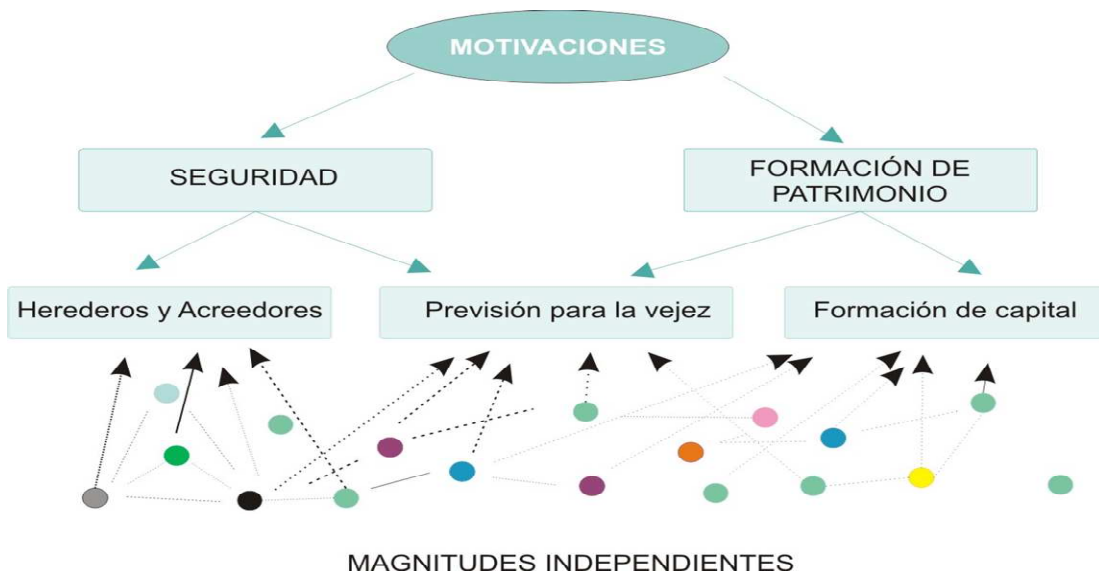 MOTIVACIONES
SEGURIDAD
FORMACIÓN DE
PATRIMONIO
Herederos y Acreedores
Previsión para la vejez
Formación de capital
MAGNITUDES INDEPENDIENTES